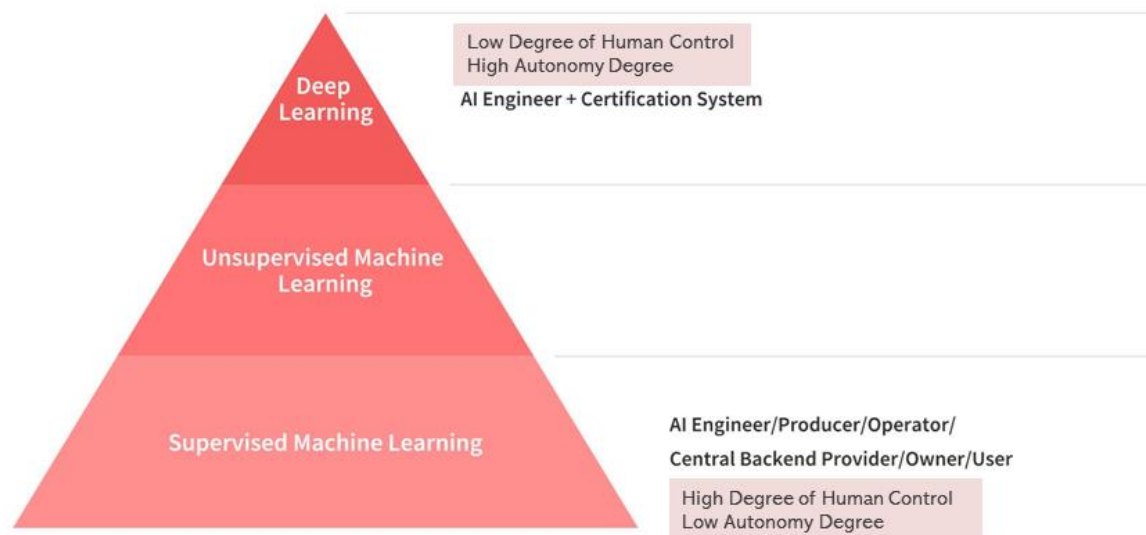 Low Degree of Human Control
High Autonomy Degree
AI Engineer + Certification System
Deep
Learning
Unsupervised Machine
Learning
Supervised Machine Learning
AI Engineer/Producer/Operator/
Central Backend Provider/Owner/User
High Degree of Human Control
Low Autonomy Degree